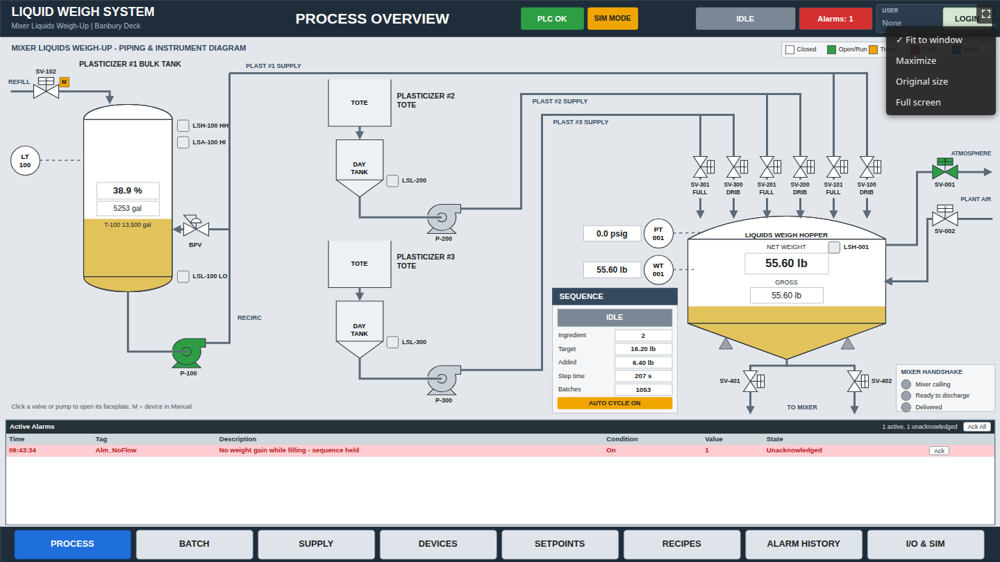 LIQUID WEIGH SYSTEM
Mixer Liquids Weigh-Up | Banbury Deck
PROCESS OVERVIEW
PLC OK
SIM MODE
IDLE
Alarms: 1
USER
None
LOGIN
✓ Fit to window
Maximize
Original size
Full screen
MIXER LIQUIDS WEIGH-UP - PIPING & INSTRUMENT DIAGRAM
Closed
Open/Run
PLASTICIZER #1 BULK TANK
SV-102
S
M
REFILL
LSH-100 HH
LSA-100 HI
LT
100
38.9 %
5253 gal
T-100 13,500 gal
BPV
LSL-100 LO
RECIRC
P-100
PLAST #1 SUPPLY
TOTE
PLASTICIZER #2
TOTE
DAY
TANK
LSL-200
P-200
PLAST #2 SUPPLY
PLAST #3 SUPPLY
TOTE
PLASTICIZER #3
TOTE
DAY
TANK
LSL-300
P-300
SV-301
FULL
SV-300
DRIB
SV-201
FULL
SV-200
DRIB
SV-101
FULL
SV-100
DRIB
ATMOSPHERE
S
SV-001
PLANT AIR
S
SV-002
0.0 psig
PT
001
55.60 lb
WT
001
LIQUIDS WEIGH HOPPER
NET WEIGHT
LSH-001
55.60 lb
GROSS
55.60 lb
SEQUENCE
IDLE
Ingredient 2
Target 16.20 lb
Added 6.40 lb
Step time 207 s
Batches 1053
AUTO CYCLE ON
SV-401
SV-402
TO MIXER
MIXER HANDSHAKE
Mixer calling
Ready to discharge
Delivered
Click a valve or pump to open its faceplate. M = device in Manual
Active Alarms
1 active, 1 unacknowledged
Ack All
Time Tag Description Condition Value State
09:43:34 Alm_NoFlow No weight gain while filling - sequence held On 1 Unacknowledged Ack
PROCESS
BATCH
SUPPLY
DEVICES
SETPOINTS
RECIPES
ALARM HISTORY
I/O & SIM